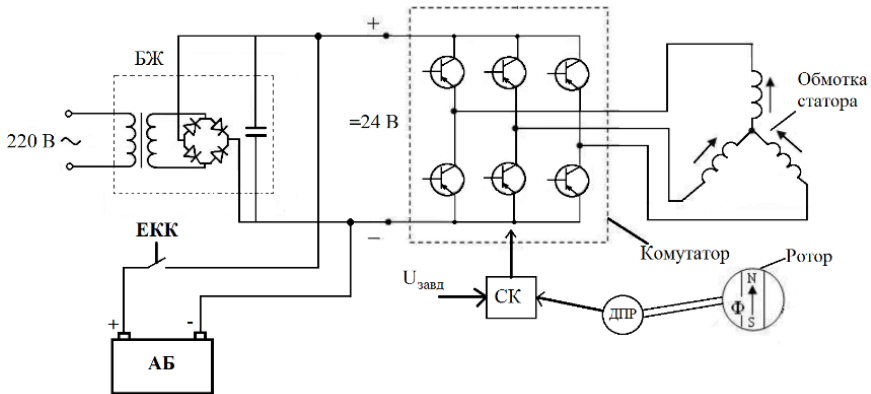 БЖ
+
Обмотка
статора
220 В ~
=24 В
ЕКК
–
Комутатор
Ротор
Uзавд
СК
ДПР
N
Ф
S
+
-
АБ